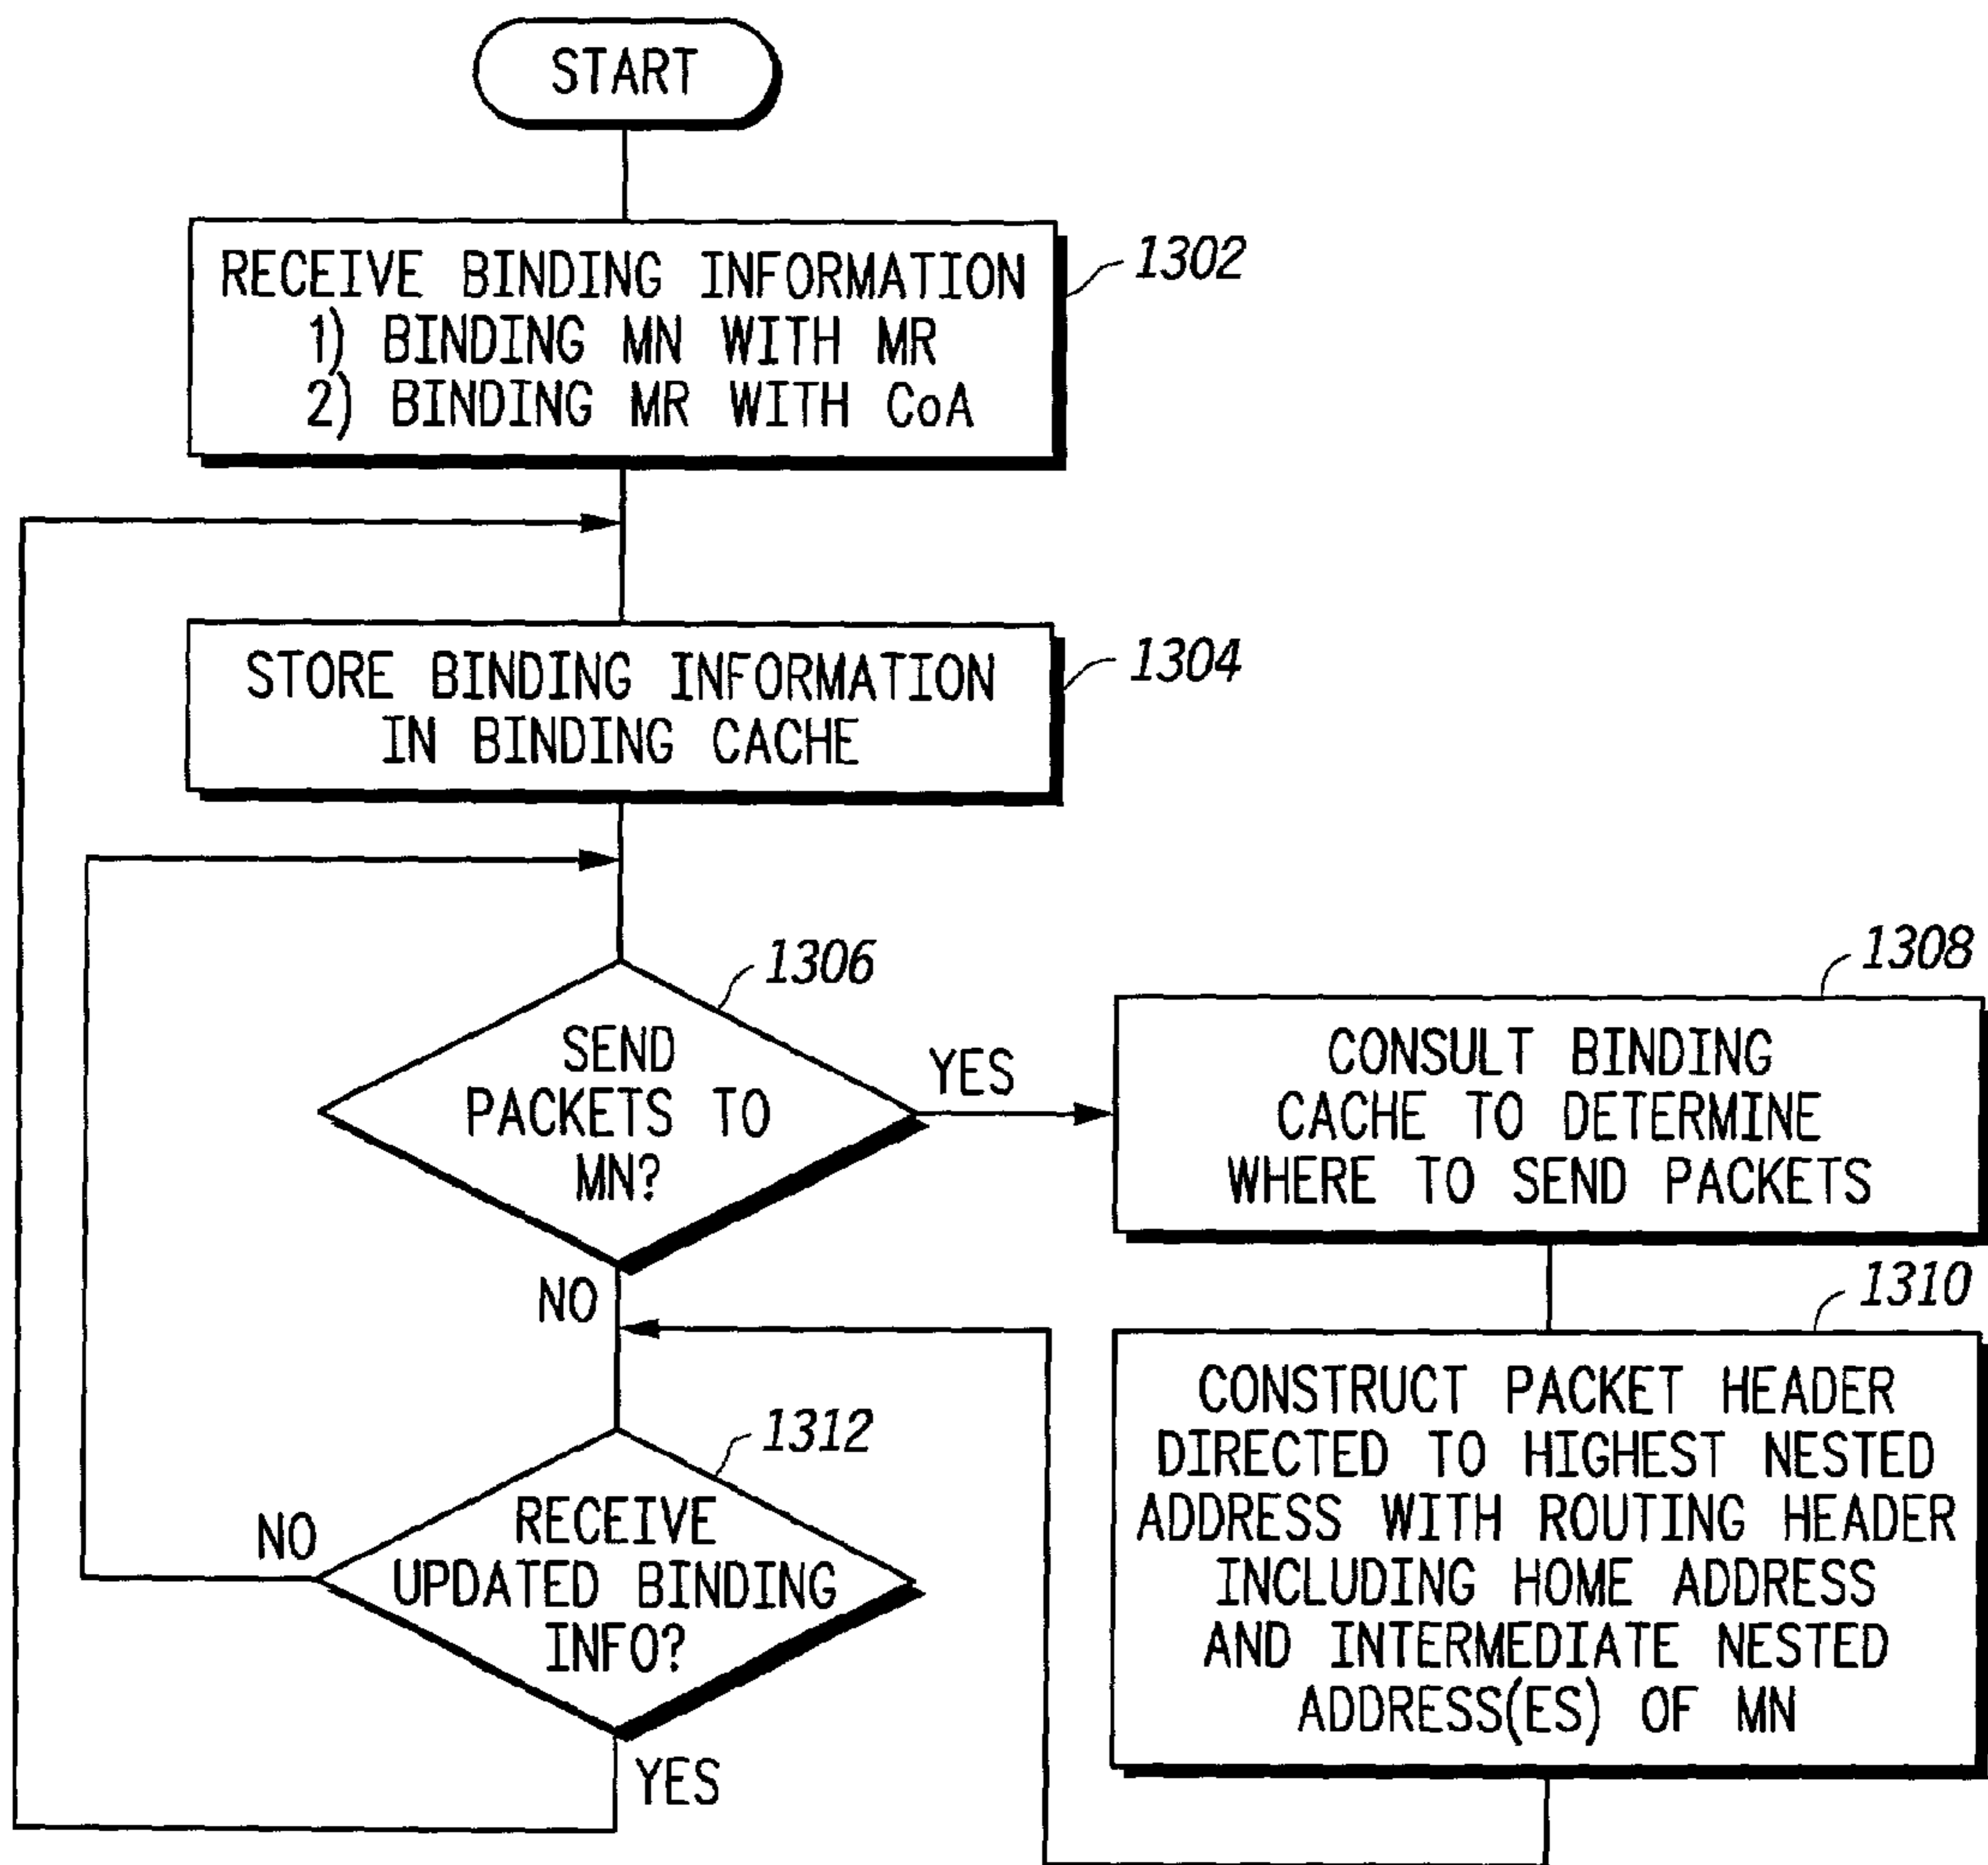 START
RECEIVE BINDING INFORMATION
1) BINDING MN WITH MR
2) BINDING MR WITH CoA
1302
STORE BINDING INFORMATION
IN BINDING CACHE
1304
1306
SEND
PACKETS TO
MN?
YES
NO
1308
CONSULT BINDING
CACHE TO DETERMINE
WHERE TO SEND PACKETS
1310
CONSTRUCT PACKET HEADER
DIRECTED TO HIGHEST NESTED
ADDRESS WITH ROUTING HEADER
INCLUDING HOME ADDRESS
AND INTERMEDIATE NESTED
ADDRESS(ES) OF MN
1312
RECEIVE
UPDATED BINDING
INFO?
NO
YES